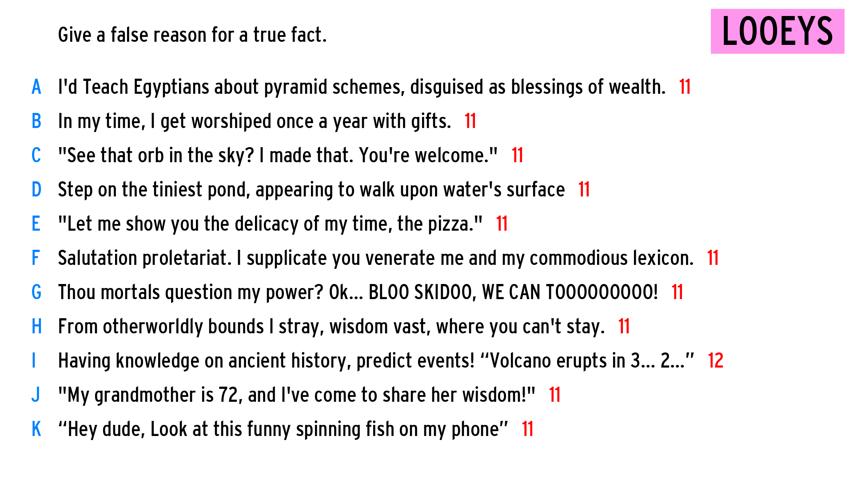 Give a false reason for a true fact.
LOOEYS
A I'd Teach Egyptians about pyramid schemes, disguised as blessings of wealth. 11
B In my time, I get worshiped once a year with gifts. 11
C "See that orb in the sky? I made that. You're welcome." 11
D Step on the tiniest pond, appearing to walk upon water's surface 11
E "Let me show you the delicacy of my time, the pizza." 11
F Salutation proletariat. I supplicate you venerate me and my commodious lexicon. 11
G Thou mortals question my power? Ok... BLOO SKIDOO, WE CAN TOOOOOOOOO! 11
H From otherworldly bounds I stray, wisdom vast, where you can't stay. 11
I Having knowledge on ancient history, predict events! “Volcano erupts in 3... 2...” 12
J "My grandmother is 72, and I've come to share her wisdom!" 11
K “Hey dude, Look at this funny spinning fish on my phone” 11